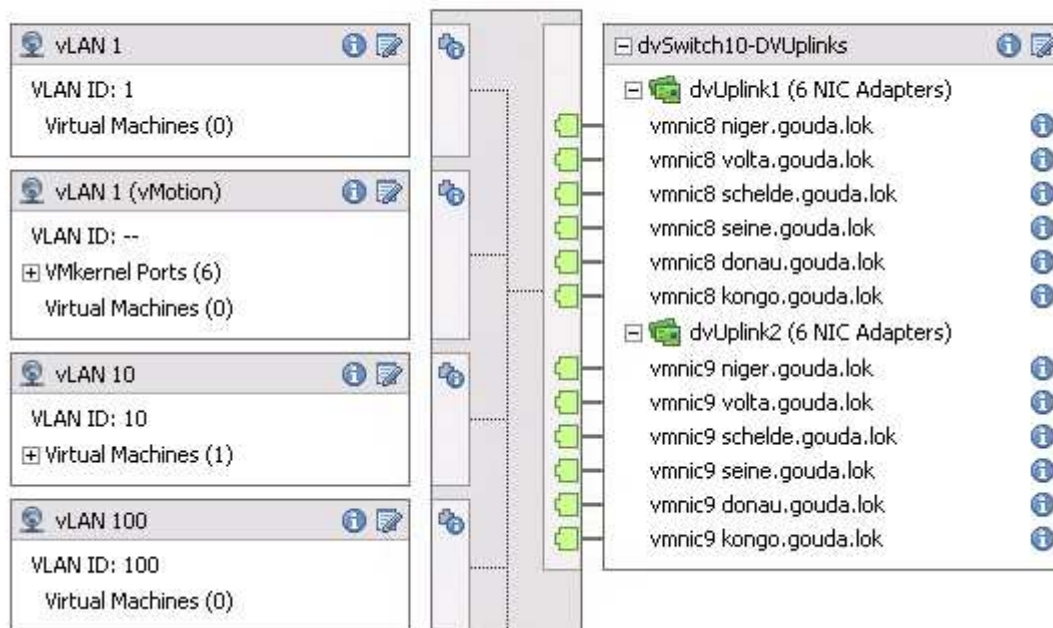 vLAN 1
VLAN ID: 1
Virtual Machines (0)
vLAN 1 (vMotion)
VLAN ID: --
VMkernel Ports (6)
Virtual Machines (0)
vLAN 10
VLAN ID: 10
Virtual Machines (1)
vLAN 100
VLAN ID: 100
Virtual Machines (0)
dvSwitch10-DVUplinks
dvUplink1 (6 NIC Adapters)
vmnic8 niger.gouda.lok
vmnic8 volta.gouda.lok
vmnic8 schelde.gouda.lok
vmnic8 seine.gouda.lok
vmnic8 donau.gouda.lok
vmnic8 kongo.gouda.lok
dvUplink2 (6 NIC Adapters)
vmnic9 niger.gouda.lok
vmnic9 volta.gouda.lok
vmnic9 schelde.gouda.lok
vmnic9 seine.gouda.lok
vmnic9 donau.gouda.lok
vmnic9 kongo.gouda.lok